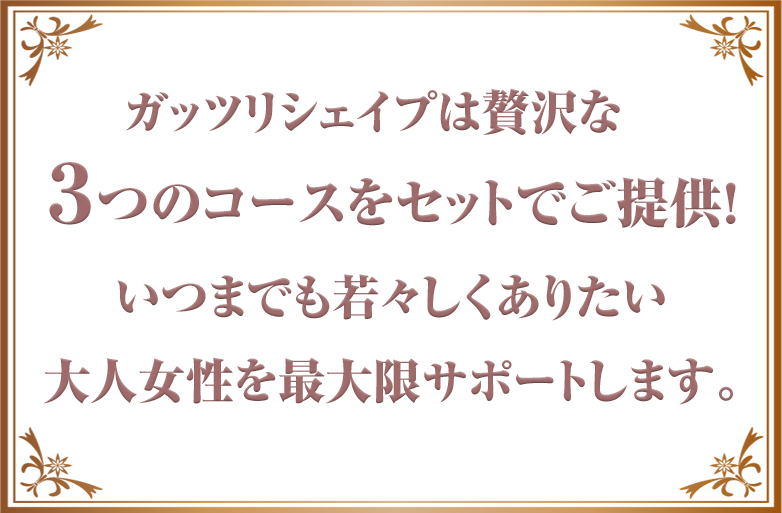 ガッツリシェイプは贅沢な
3つのコースをセットでご提供!
いつまでも若々しくありたい
大人女性を最大限サポートします。